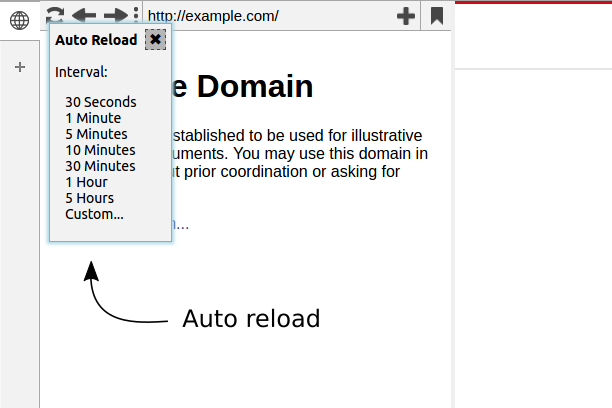 http://example.com/
Auto Reload
Interval:
30 Seconds
1 Minute
5 Minutes
10 Minutes
30 Minutes
1 Hour
5 Hours
Custom...
e Domain
stablished to be used for illustrative
uments. You may use this domain in
ut prior coordination or asking for
...
Auto reload